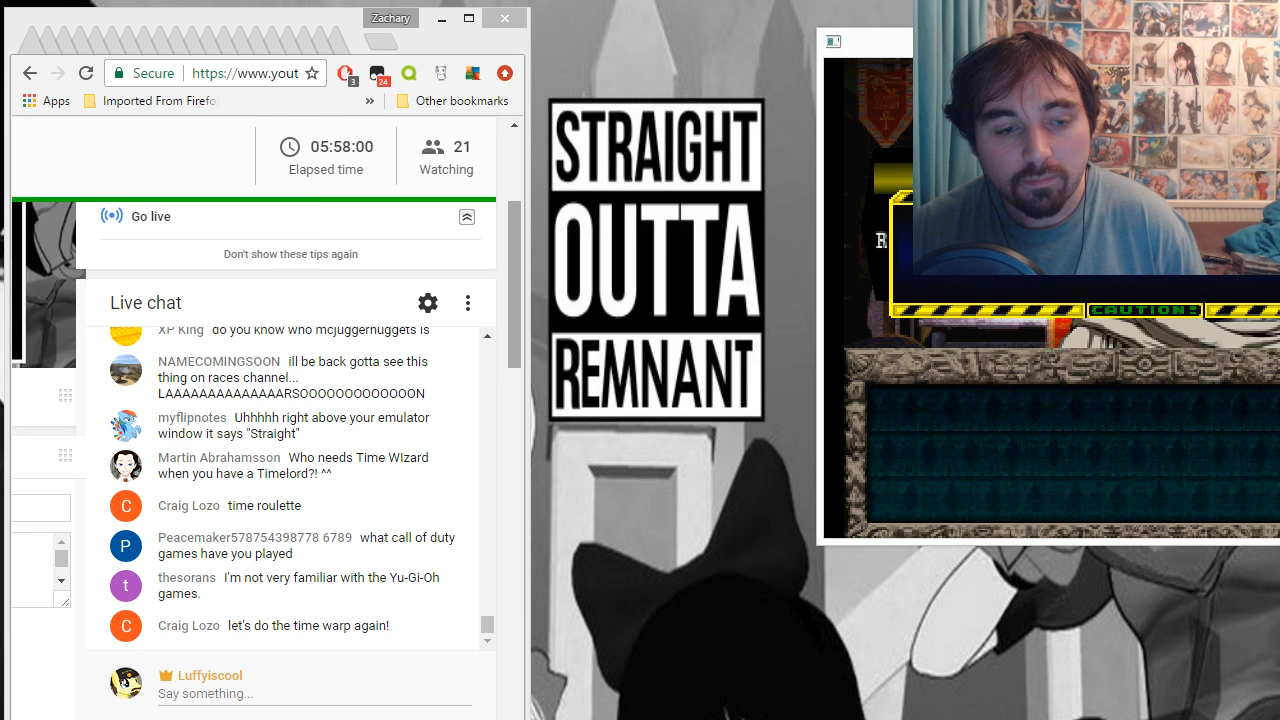 Zachary
Secure https://www.yout
3
24
Apps Imported From Firefo » Other bookmarks
05:58:00 21
Elapsed time Watching
Go live
Don't show these tips again
Live chat
XP King do you know who mcjuggernuggets is
NAMECOMINGSOON ill be back gotta see this
thing on races channel...
LAAAAAAAAAAAAAARSOOOOOOOOOOOOON
myflipnotes Uhhhhh right above your emulator
window it says "Straight"
Martin Abrahamsson Who needs Time WIzard
when you have a Timelord?! ^^
C Craig Lozo time roulette
P Peacemaker578754398778 6789 what call of duty
games have you played
t thesorans I'm not very familiar with the Yu-Gi-Oh
games.
C Craig Lozo let's do the time warp again!
Luffyiscool
Say something...
STRAIGHT
OUTTA
REMNANT
R
CAUTION!